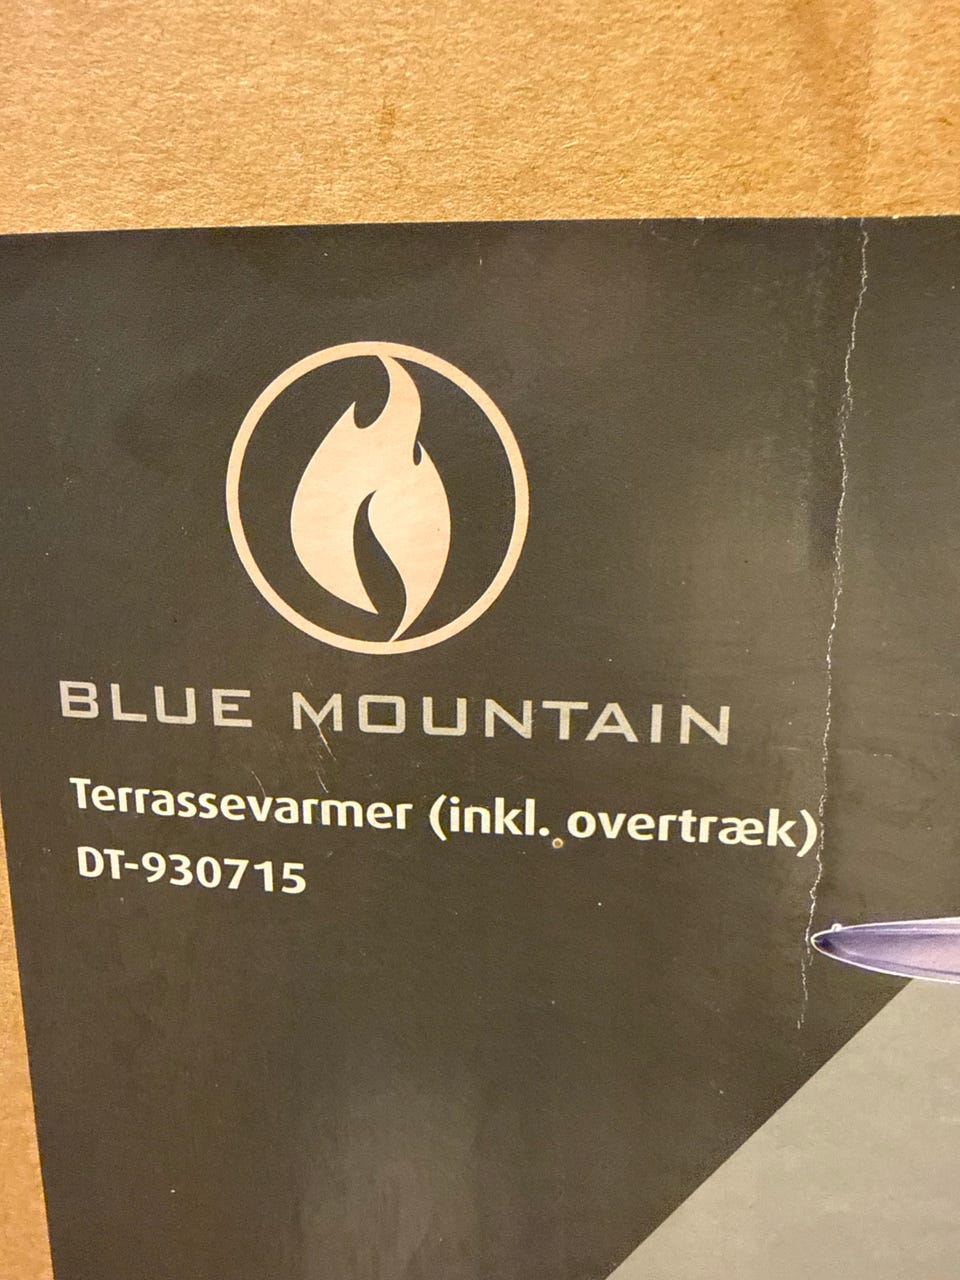 BLUE MOUNTAIN
Terrassevarmer (inkl. overtræk)
DT-930715